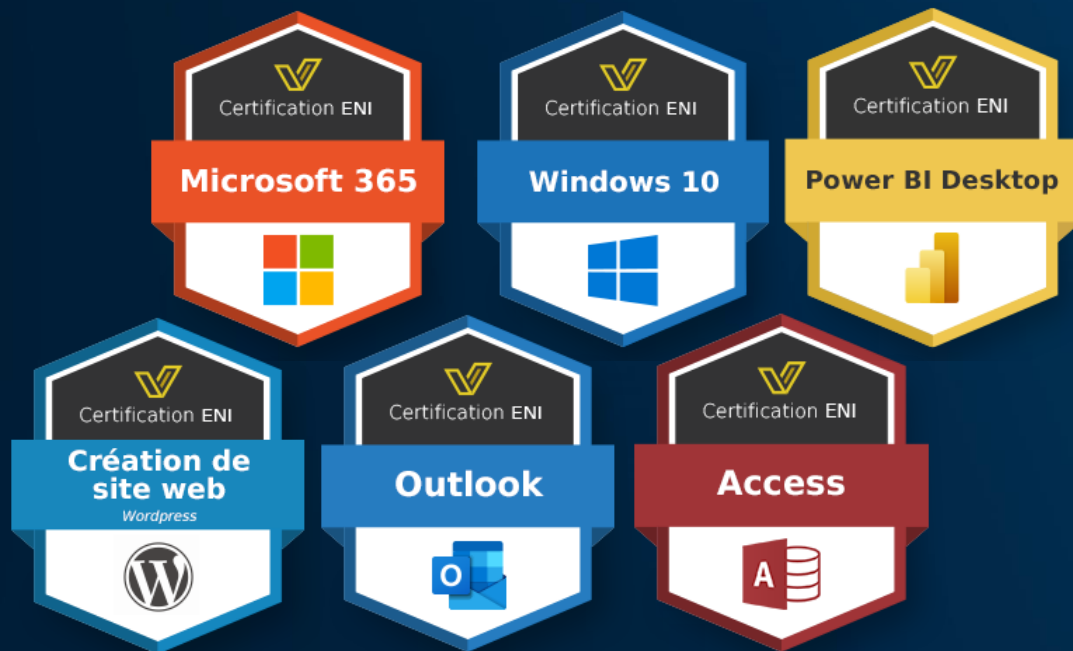 Certification ENI
Microsoft 365
Certification ENI
Windows 10
Certification ENI
Power BI Desktop
Certification ENI
Création de
site web
Wordpress
W
Certification ENI
Outlook
O
Certification ENI
Access
A